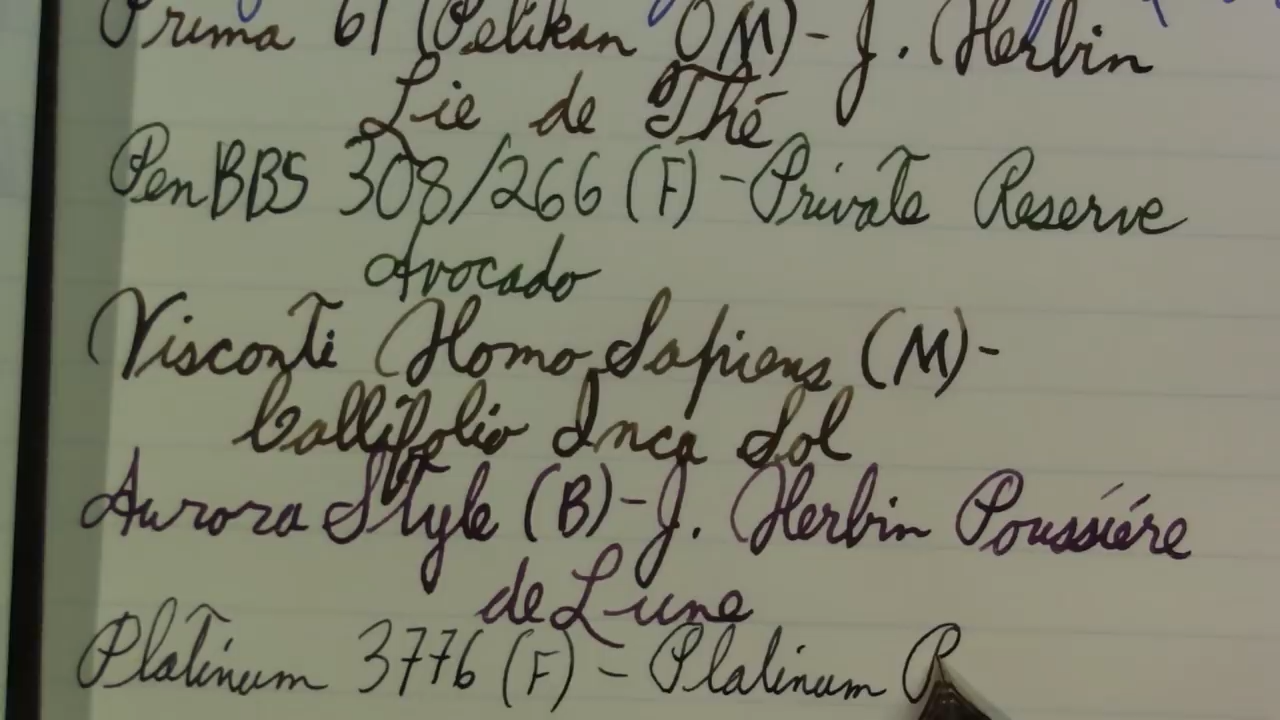 Prima 61 (Pelikan OM) - J. Herbin
Lie de Thé
PenBBS 308/266 (F) - Private Reserve
Avocado
Visconti Homo Sapiens (M) -
Callifolio Inca Sol
Aurora Style (B) - J. Herbin Poussiére
de Lune
Platinum 3776 (F) - Platinum P